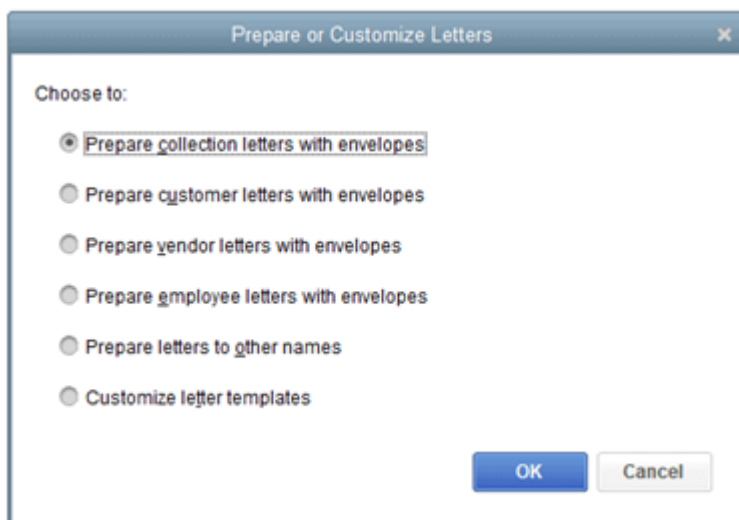 Prepare or Customize Letters
Choose to:
Prepare collection letters with envelopes
Prepare customer letters with envelopes
Prepare vendor letters with envelopes
Prepare employee letters with envelopes
Prepare letters to other names
Customize letter templates
OK Cancel